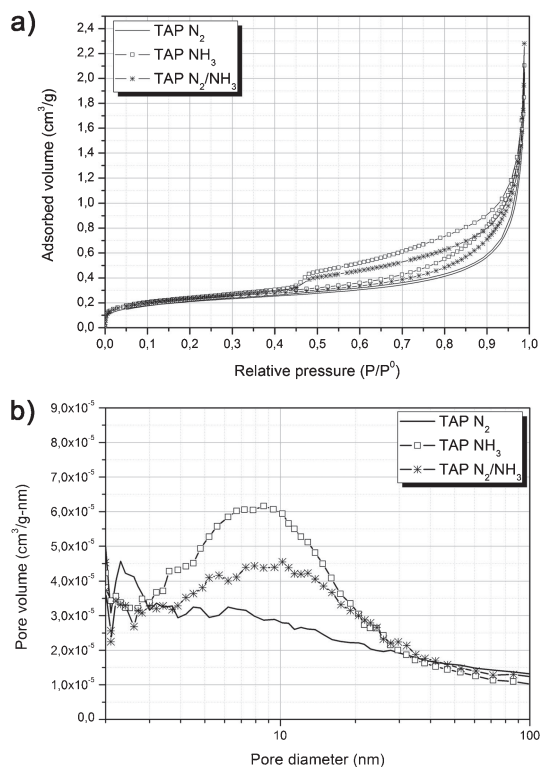 a)
TAP N₂
TAP NH₃
TAP N₂/NH₃
Adsorbed volume (cm³/g)
2,4
2,2
2,0
1,8
1,6
1,4
1,2
1,0
0,8
0,6
0,4
0,2
0,0
0,0 0,1 0,2 0,3 0,4 0,5 0,6 0,7 0,8 0,9 1,0
Relative pressure (P/P⁰)
b)
TAP N₂
TAP NH₃
TAP N₂/NH₃
Pore volume (cm³/g-nm)
9,0x10⁻⁵
8,0x10⁻⁵
7,0x10⁻⁵
6,0x10⁻⁵
5,0x10⁻⁵
4,0x10⁻⁵
3,0x10⁻⁵
2,0x10⁻⁵
1,0x10⁻⁵
0,0
10 100
Pore diameter (nm)